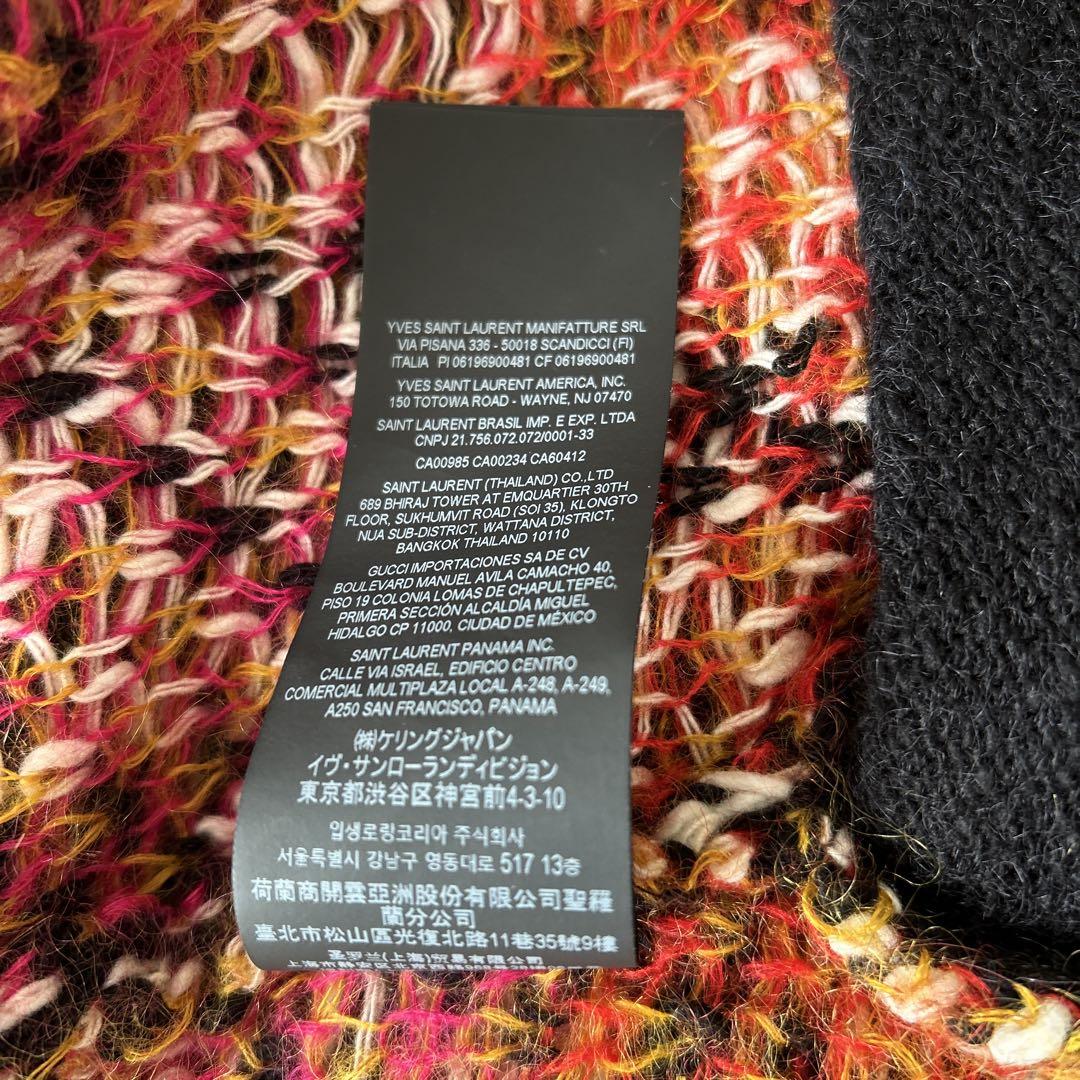 YVES SAINT LAURENT MANIFATTURE SRL
VIA PISANA 336 - 50018 SCANDICCI (FI)
ITALIA PI 06196900481 CF 06196900481
YVES SAINT LAURENT AMERICA, INC.
150 TOTOWA ROAD - WAYNE, NJ 07470
SAINT LAURENT BRASIL IMP. E EXP. LTDA
CNPJ 21.756.072.072/0001-33
CA00985 CA00234 CA60412
SAINT LAURENT (THAILAND) CO.,LTD
689 BHIRAJ TOWER AT EMQUARTIER 30TH
FLOOR, SUKHUMVIT ROAD (SOI 35), KLONGTO
NUA SUB-DISTRICT, WATTANA DISTRICT,
BANGKOK THAILAND 10110
GUCCI IMPORTACIONES SA DE CV
BOULEVARD MANUEL AVILA CAMACHO 40,
PISO 19 COLONIA LOMAS DE CHAPULTEPEC,
PRIMERA SECCIÓN ALCALDÍA MIGUEL
HIDALGO CP 11000, CIUDAD DE MÉXICO
SAINT LAURENT PANAMA INC.
CALLE VIA ISRAEL, EDIFICIO CENTRO
COMERCIAL MULTIPLAZA LOCAL A-248, A-249,
A250 SAN FRANCISCO, PANAMA
㈱ケリングジャパン
イヴ・サンローランディビジョン
東京都渋谷区神宮前4-3-10
입생로랑코리아 주식회사
서울특별시 강남구 영동대로 517 13층
荷蘭商開雲亞洲股份有限公司聖羅
蘭分公司
臺北市松山區光復北路11巷35號9樓
圣罗兰(上海)贸易有限公司